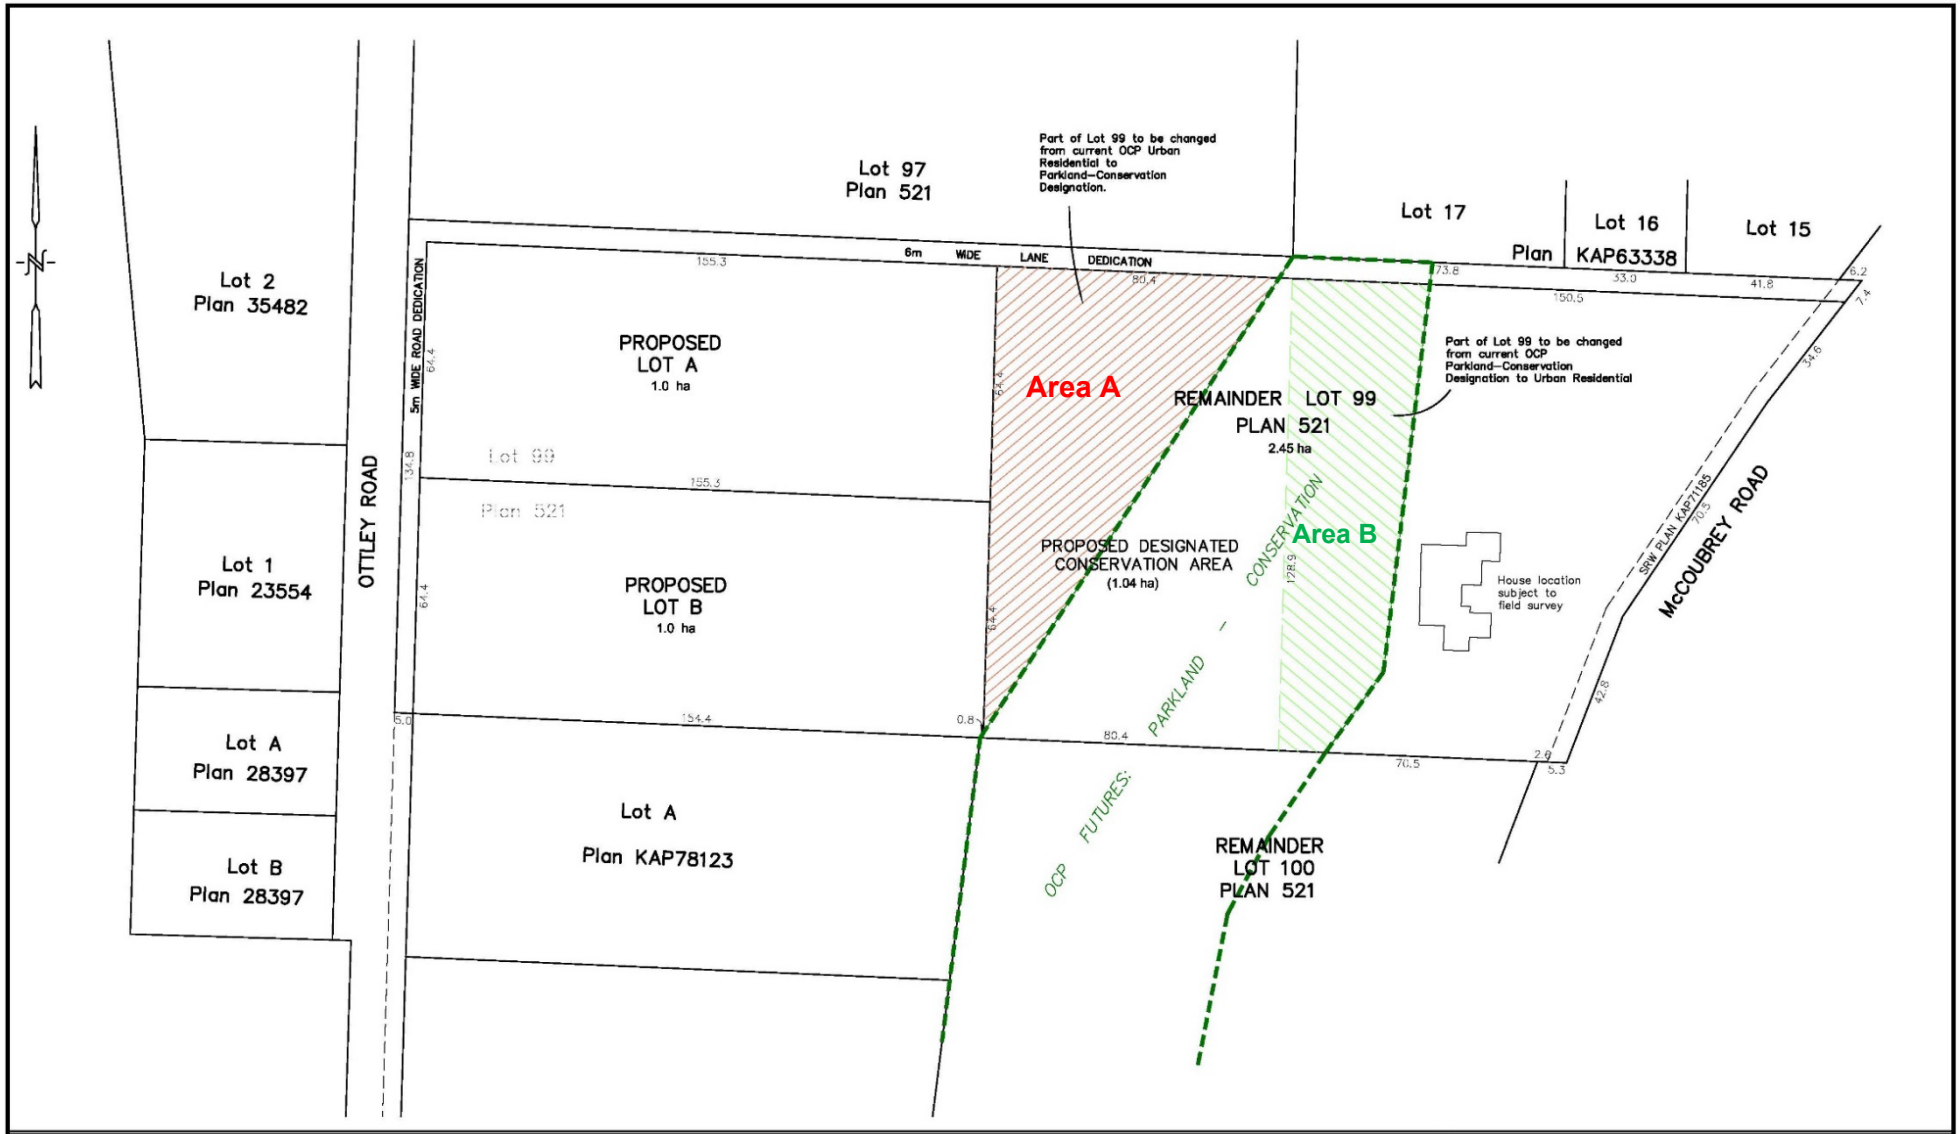 Part of Lot 99 to be changed
from current OCP Urban
Residential to
Parkland-Conservation
Designation.
Lot 97
Plan 521
Lot 17
Lot 16
Lot 15
Plan
KAP63338
6m WIDE LANE DEDICATION
155.3
80.4
73.8
33.0
41.8
6.2
150.5
7.4
Lot 2
Plan 35482
5m WIDE ROAD DEDICATION
64.4
PROPOSED
LOT A
1.0 ha
64.4
Area A
REMAINDER LOT 99
PLAN 521
2.45 ha
Part of Lot 99 to be changed
from current OCP
Parkland-Conservation
Designation to Urban Residential
34.6
134.8
Lot 99
155.3
Plan 521
OTTLEY ROAD
SRW PLAN KAP71185
70.5
McCOUBREY ROAD
Area B
128.9
PROPOSED DESIGNATED
CONSERVATION AREA
(1.04 ha)
House location
subject to
field survey
Lot 1
Plan 23554
64.4
PROPOSED
LOT B
1.0 ha
64.4
OCP FUTURES: PARKLAND - CONSERVATION
42.8
5.0
154.4
0.8
80.4
70.5
2.6
5.3
Lot A
Plan 28397
Lot A
Plan KAP78123
Lot B
Plan 28397
REMAINDER
LOT 100
PLAN 521
N